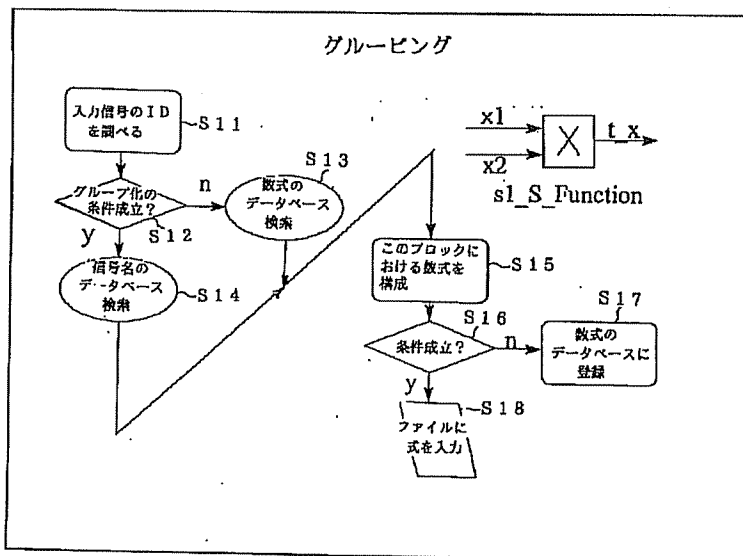 グルーピング
入力信号のID
を調べる
S11
グループ化の
条件成立?
S12
n
y
数式の
データベース
検索
S13
信号名の
データベース
検索
S14
x1
x2
t_x
s1_S_Function
このブロックに
おける数式を
構成
S15
条件成立?
S16
n
y
数式の
データベースに
登録
S17
ファイルに
式を入力
S18